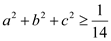 a² + b² + c² ≥ 1/14